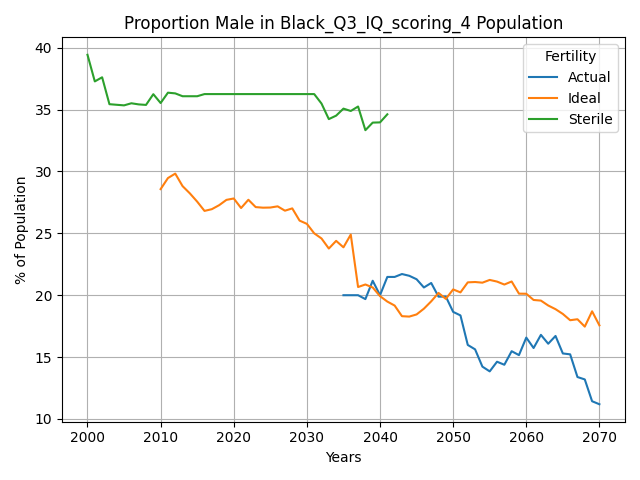 Proportion Male in Black_Q3_IQ_scoring_4 Population
% of Population
40
35
30
25
20
15
10
Fertility
Actual
Ideal
Sterile
2000 2010 2020 2030 2040 2050 2060 2070
Years